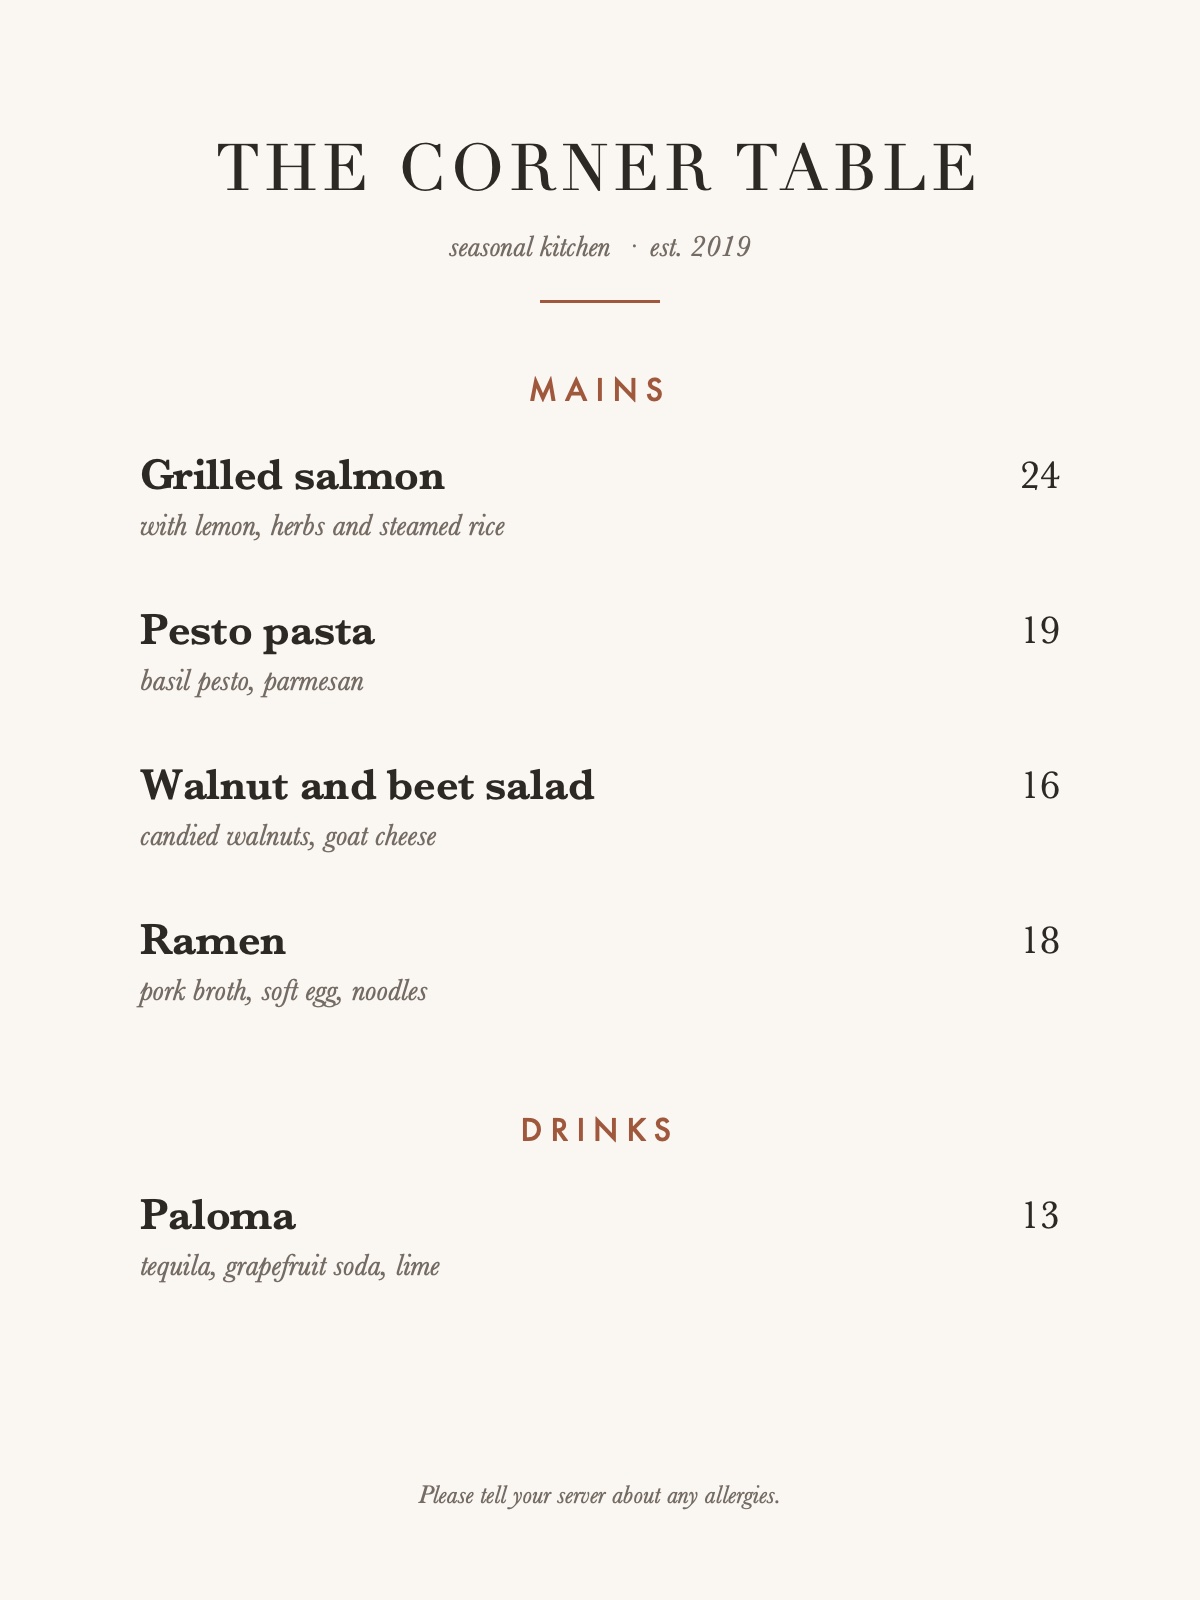 THE CORNER TABLE
seasonal kitchen · est. 2019
MAINS
Grilled salmon 24
with lemon, herbs and steamed rice
Pesto pasta 19
basil pesto, parmesan
Walnut and beet salad 16
candied walnuts, goat cheese
Ramen 18
pork broth, soft egg, noodles
DRINKS
Paloma 13
tequila, grapefruit soda, lime
Please tell your server about any allergies.